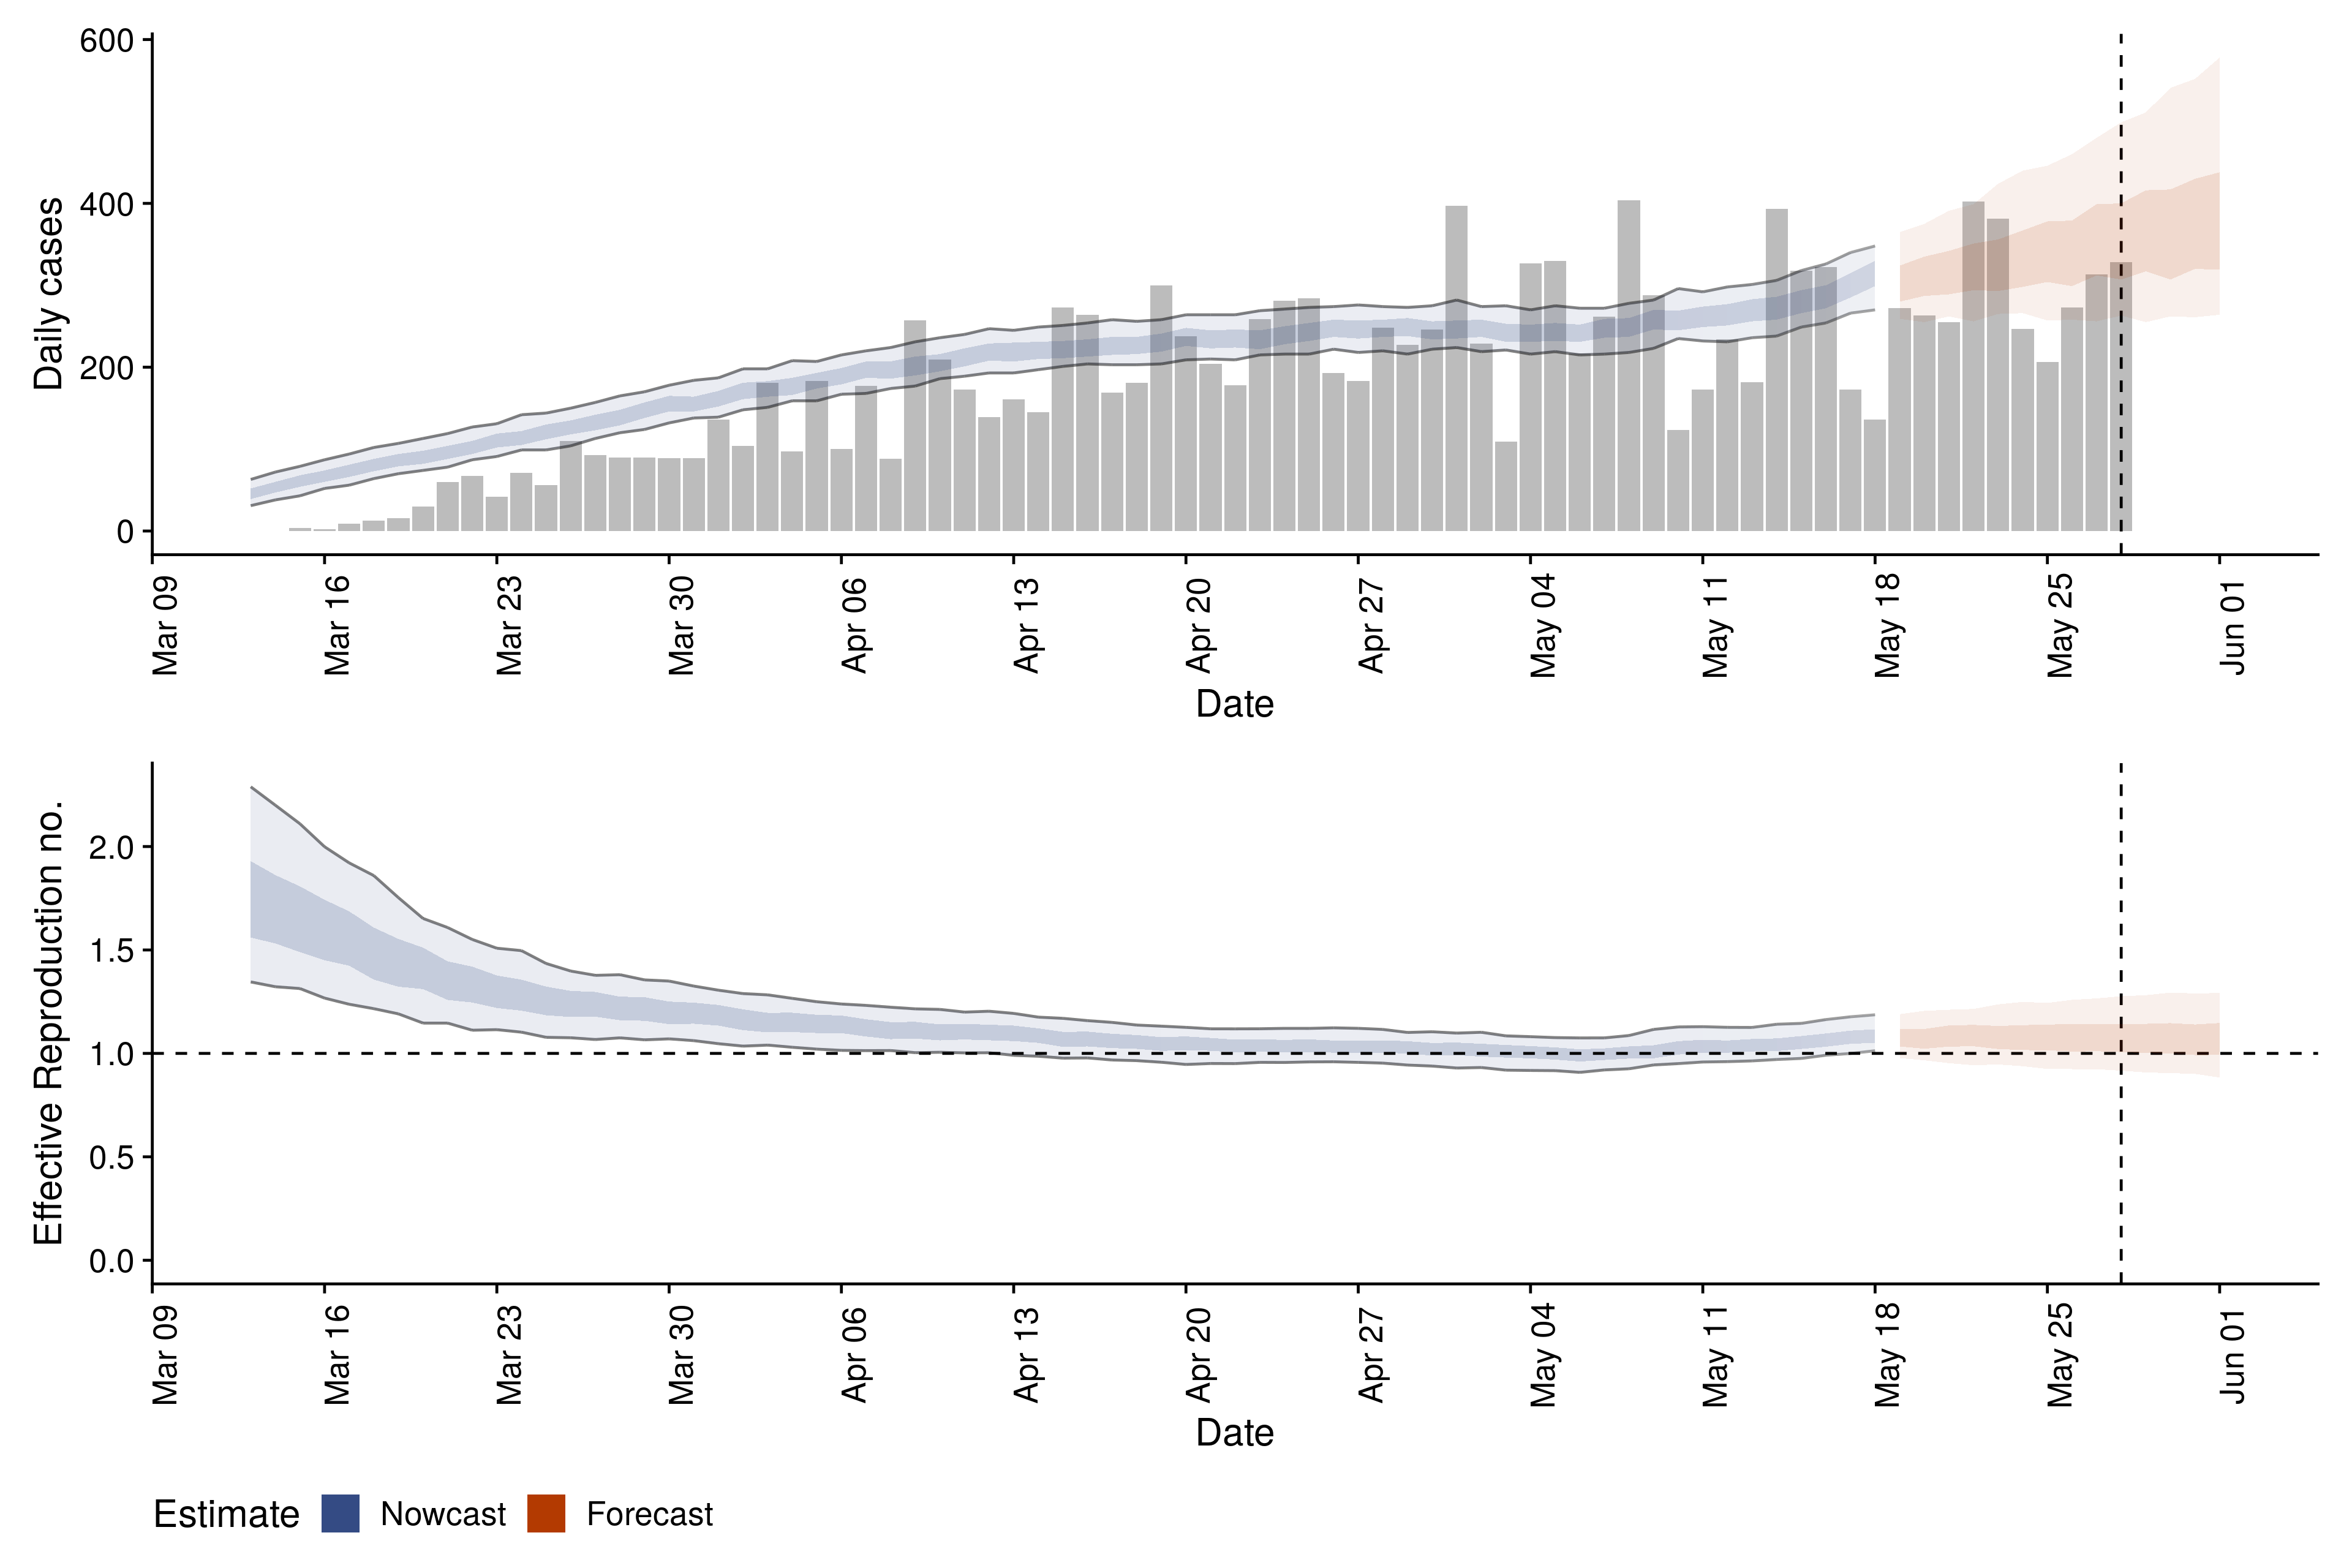 Daily cases
600
400
200
0
Mar 09
Mar 16
Mar 23
Mar 30
Apr 06
Apr 13
Apr 20
Apr 27
May 04
May 11
May 18
May 25
Jun 01
Date
Effective Reproduction no.
2.0
1.5
1.0
0.5
0.0
Mar 09
Mar 16
Mar 23
Mar 30
Apr 06
Apr 13
Apr 20
Apr 27
May 04
May 11
May 18
May 25
Jun 01
Date
Estimate Nowcast Forecast